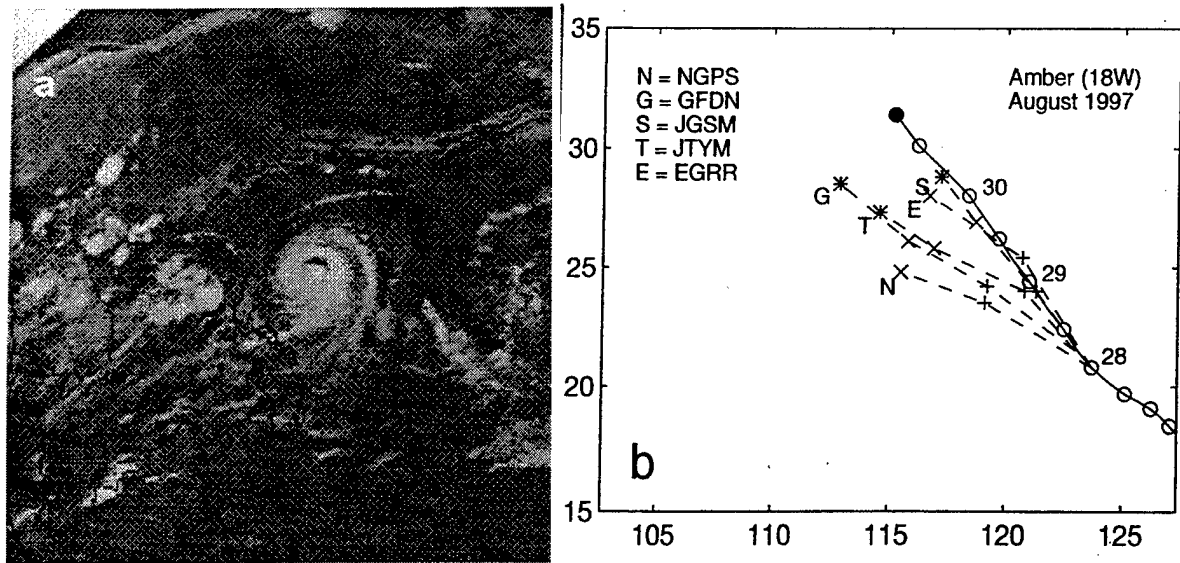 a
35
30
25
20
15
105 110 115 120 125
N = NGPS
G = GFDN
S = JGSM
T = JTYM
E = EGRR
Amber (18W)
August 1997
30
S
E
G
T
29
N
28
b